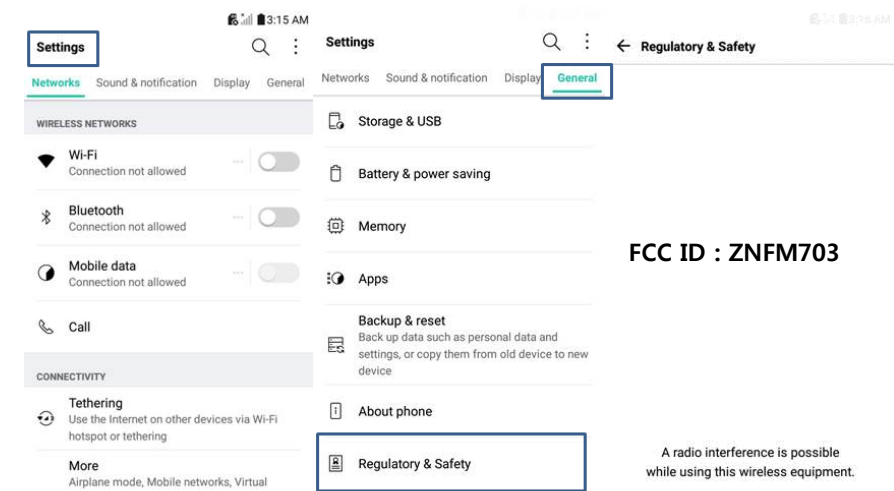 3:15 AM
Settings
Networks Sound & notification Display General
WIRELESS NETWORKS
Wi-Fi
Connection not allowed
Bluetooth
Connection not allowed
Mobile data
Connection not allowed
Call
CONNECTIVITY
Tethering
Use the Internet on other devices via Wi-Fi
hotspot or tethering
More
Airplane mode, Mobile networks, Virtual
Settings
Networks Sound & notification Display General
Storage & USB
Battery & power saving
Memory
Apps
Backup & reset
Back up data such as personal data and
settings, or copy them from old device to new
device
About phone
Regulatory & Safety
Regulatory & Safety
FCC ID : ZNFM703
A radio interference is possible
while using this wireless equipment.